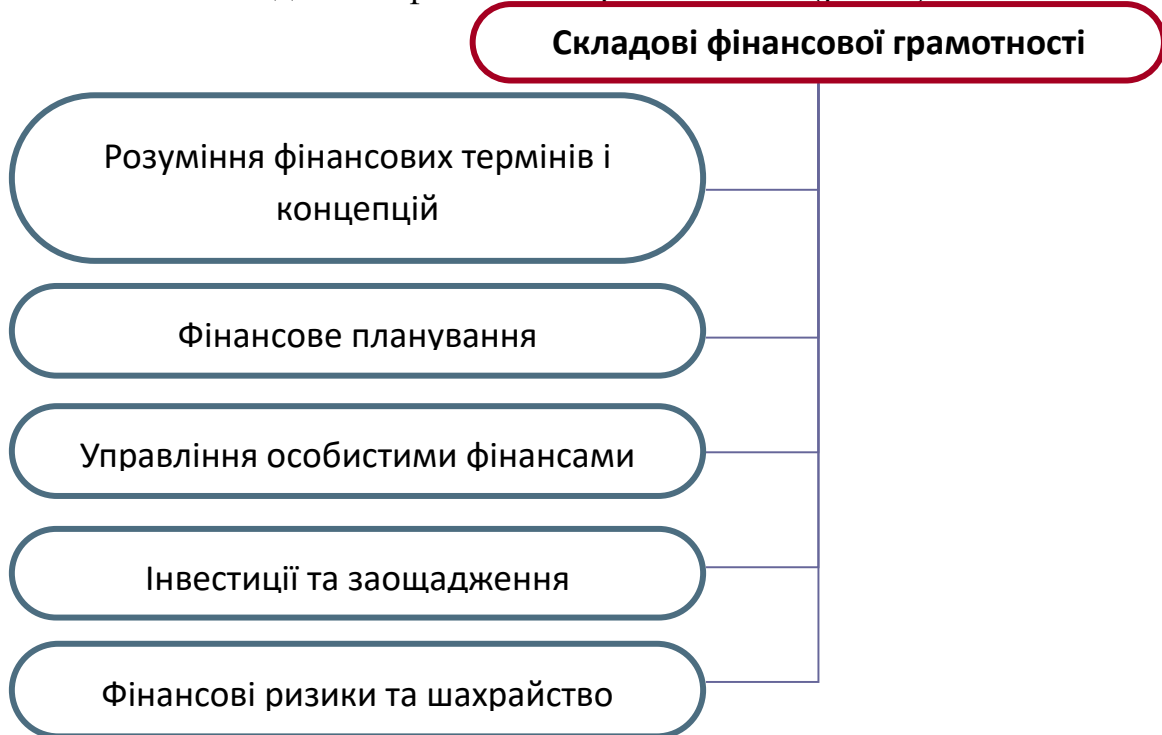 Складові фінансової грамотності
Розуміння фінансових термінів і
концепцій
Фінансове планування
Управління особистими фінансами
Інвестиції та заощадження
Фінансові ризики та шахрайство